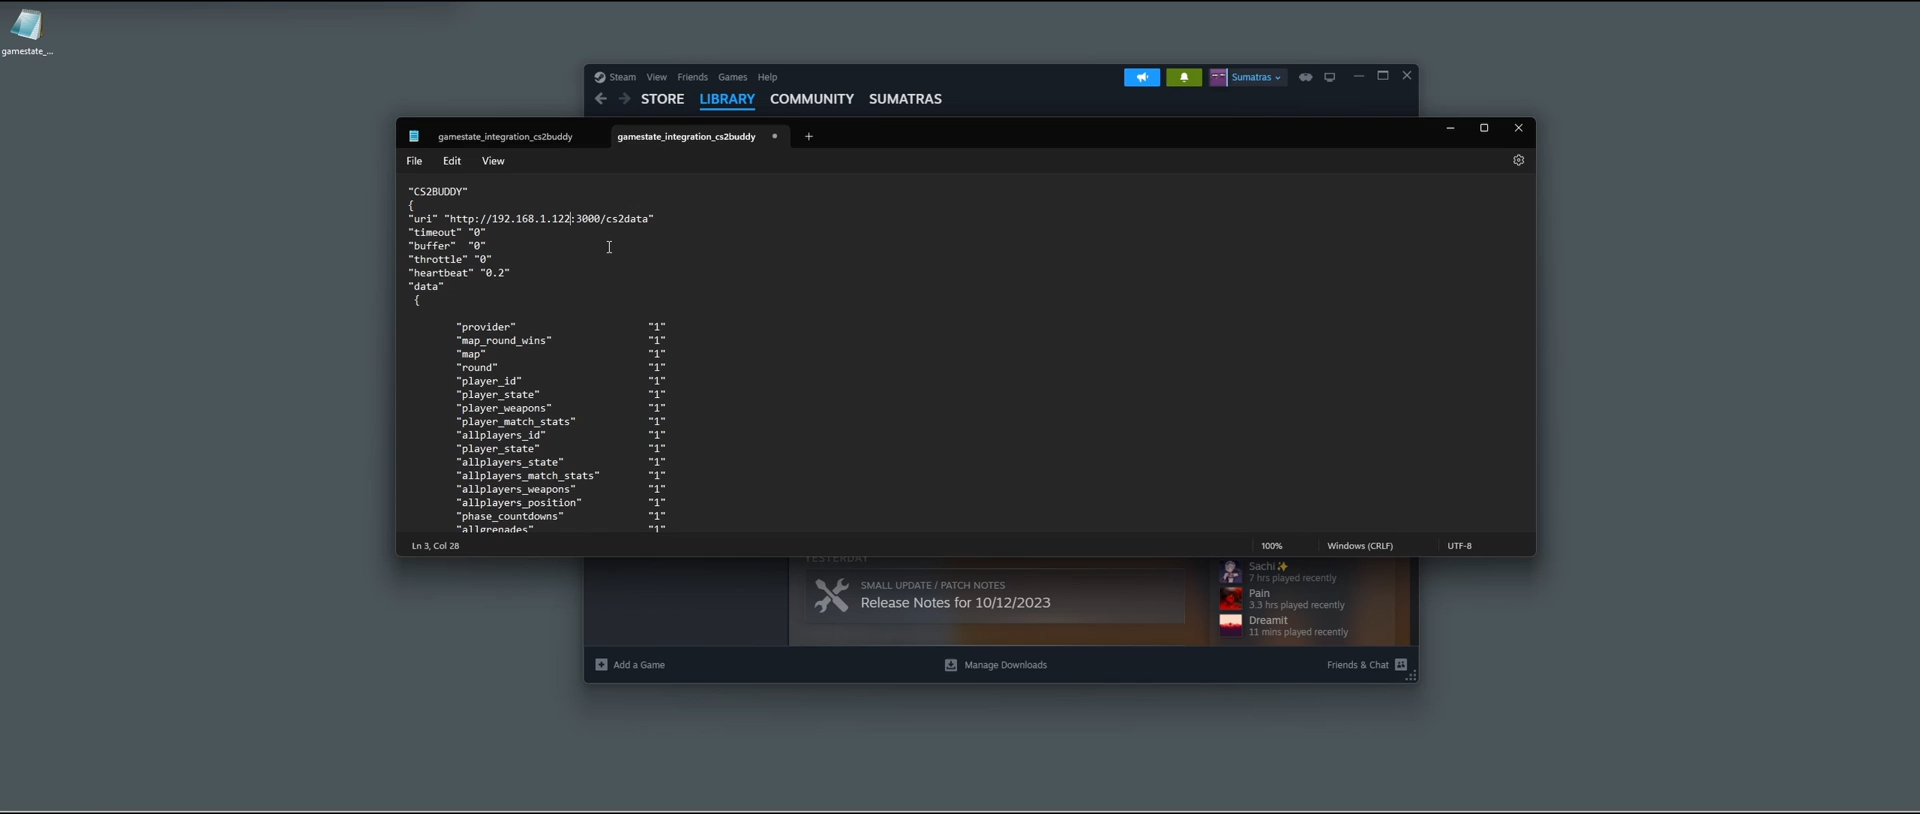 gamestate_...
Steam View Friends Games Help
Sumatras
STORE LIBRARY COMMUNITY SUMATRAS
gamestate_integration_cs2buddy
gamestate_integration_cs2buddy
File Edit View
"CS2BUDDY"
{
"uri" "http://192.168.1.122:3000/cs2data"
"timeout" "0"
"buffer"  "0"
"throttle" "0"
"heartbeat" "0.2"
"data"
{
"provider" "1"
"map_round_wins" "1"
"map" "1"
"round" "1"
"player_id" "1"
"player_state" "1"
"player_weapons" "1"
"player_match_stats" "1"
"allplayers_id" "1"
"player_state" "1"
"allplayers_state" "1"
"allplayers_match_stats" "1"
"allplayers_weapons" "1"
"allplayers_position" "1"
"phase_countdowns" "1"
"allgrenades" "1"
Ln 3, Col 28
100%
Windows (CRLF)
UTF-8
YESTERDAY
SMALL UPDATE / PATCH NOTES
Release Notes for 10/12/2023
Sachi✨
7 hrs played recently
Pain
3.3 hrs played recently
Dreamit
11 mins played recently
Add a Game
Manage Downloads
Friends & Chat